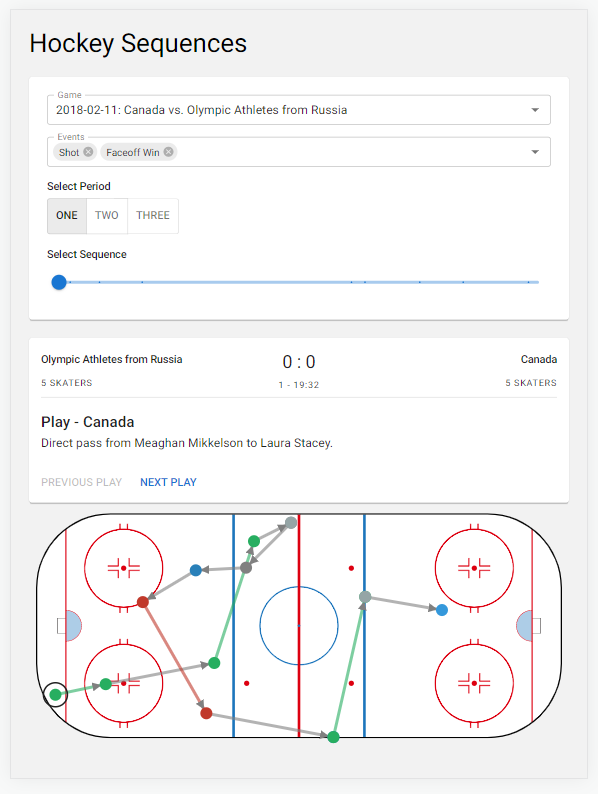 Hockey Sequences
Game
2018-02-11: Canada vs. Olympic Athletes from Russia
Events
Shot Faceoff Win
Select Period
ONE TWO THREE
Select Sequence
Olympic Athletes from Russia 0 : 0 Canada
5 SKATERS 1 - 19:32 5 SKATERS
Play - Canada
Direct pass from Meaghan Mikkelson to Laura Stacey.
PREVIOUS PLAY NEXT PLAY